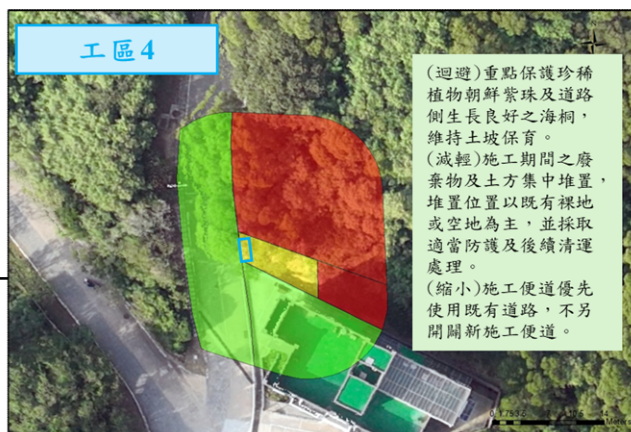 工區4
(迴避)重點保護珍稀
植物朝鮮紫珠及道路
側生長良好之海桐，
維持土坡保育。
(減輕)施工期間之廢
棄物及土方集中堆置，
堆置位置以既有裸地
或空地為主，並採取
適當防護及後續清運
處理。
(縮小)施工便道優先
使用既有道路，不另
開闢新施工便道。
Meters